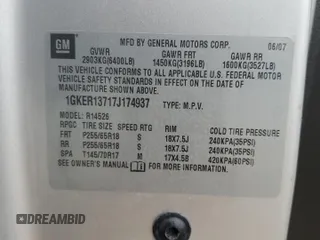 GM
MFD BY GENERAL MOTORS CORP.
06/07
GVWR GAWR FRT GAWR RR
2903KG(6400LB) 1450KG(3196LB) 1600KG(3527LB)
THIS VEHICLE CONFORMS TO ALL APPLICABLE U.S. FEDERAL MOTOR
VEHICLE SAFETY AND THEFT PREVENTION STANDARDS IN EFFECT ON
THE DATE OF MANUFACTURE SHOWN ABOVE.
1GKER13717J174937 TYPE: M.P.V.
MODEL: R14526
RPGC TIRE SIZE SPEED RTG RIM COLD TIRE PRESSURE
FRT P255/65R18 S 18X7.5J 240KPA(35PSI)
RR P255/65R18 S 18X7.5J 240KPA(35PSI)
SPA T145/70R17 M 17X4.5B 420KPA(60PSI)
SEE OWNER'S MANUAL FOR MORE INFORMATION.
DREAMBID